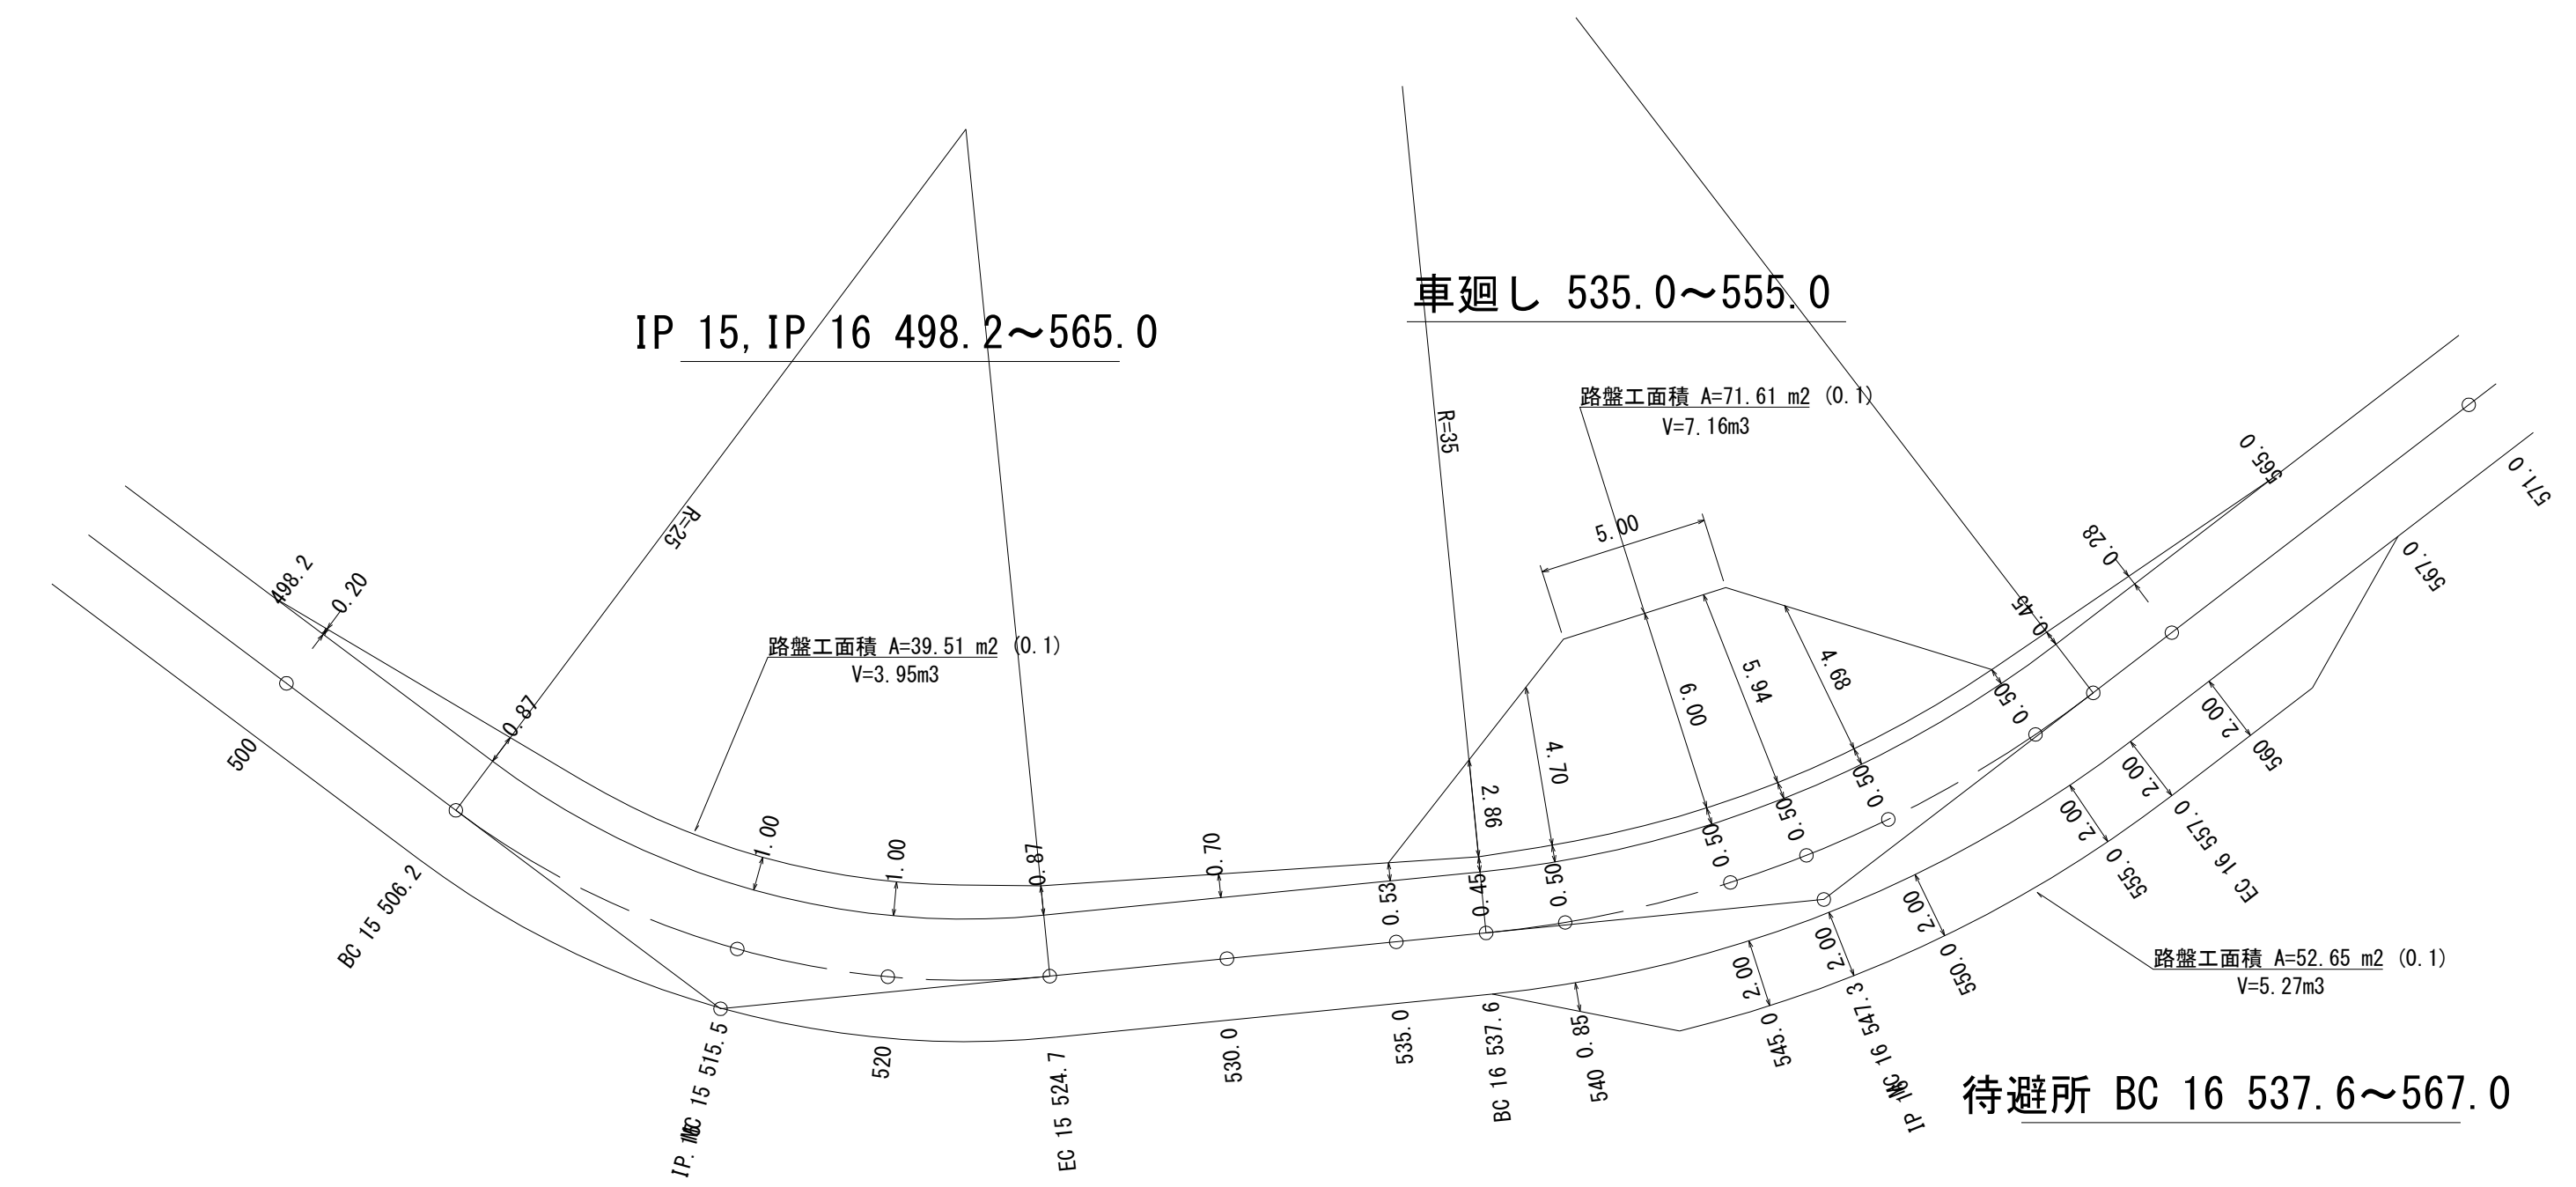 車廻し 535.0～555.0
IP 15,IP 16 498.2～565.0
路盤工面積 A=71.61 m2 (0.1)
V=7.16m3
R=35
R=25
5.00
565.0
571.0
567.0
0.28
0.45
498.2
0.20
路盤工面積 A=39.51 m2 (0.1)
V=3.95m3
0.87
500
BC 15 506.2
1.00
1.00
0.87
0.70
0.53
0.45
2.86
4.70
0.50
6.00
0.50
5.94
0.50
4.68
0.50
0.50
2.00
560
2.00
EC 16 557.0
2.00
555.0
2.00
550.0
2.00
MC 16 547.3
IP 16
2.00
545.0
540 0.85
BC 16 537.6
535.0
530.0
EC 15 524.7
520
MC 15 515.5
IP. 15
路盤工面積 A=52.65 m2 (0.1)
V=5.27m3
待避所 BC 16 537.6～567.0